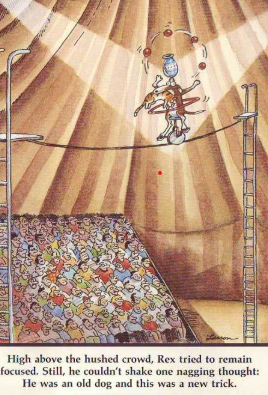 Larson
High above the hushed crowd, Rex tried to remain
focused. Still, he couldn't shake one nagging thought:
He was an old dog and this was a new trick.